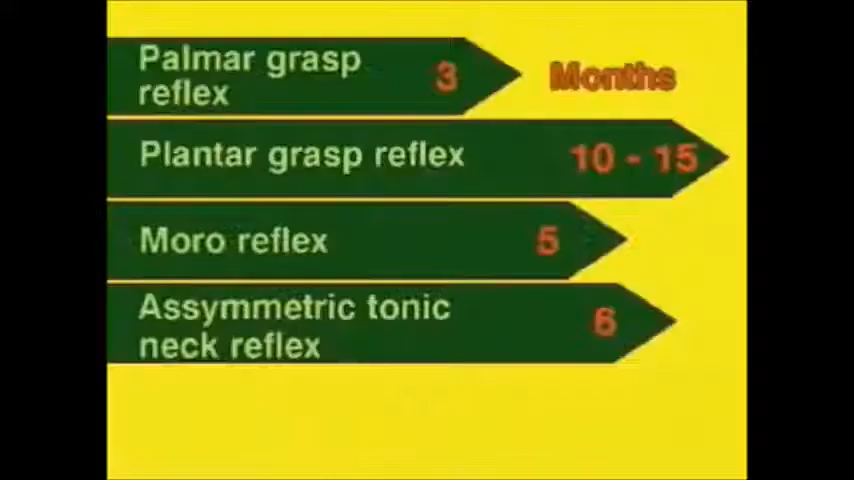 Palmar grasp
reflex
3
Months
Plantar grasp reflex
10 - 15
Moro reflex
5
Assymmetric tonic
neck reflex
6